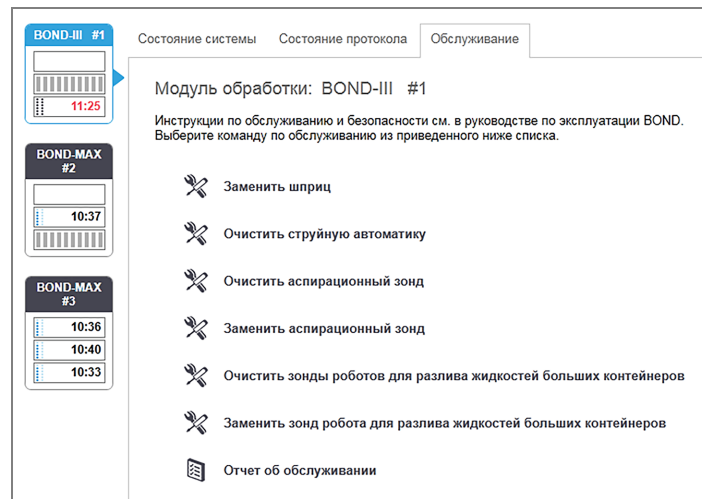 BOND-III #1
11:25
BOND-MAX
#2
10:37
BOND-MAX
#3
10:36
10:40
10:33
Состояние системы Состояние протокола Обслуживание
Модуль обработки: BOND-III #1
Инструкции по обслуживанию и безопасности см. в руководстве по эксплуатации BOND.
Выберите команду по обслуживанию из приведенного ниже списка.
Заменить шприц
Очистить струйную автоматику
Очистить аспирационный зонд
Заменить аспирационный зонд
Очистить зонды роботов для разлива жидкостей больших контейнеров
Заменить зонд робота для разлива жидкостей больших контейнеров
Отчет об обслуживании